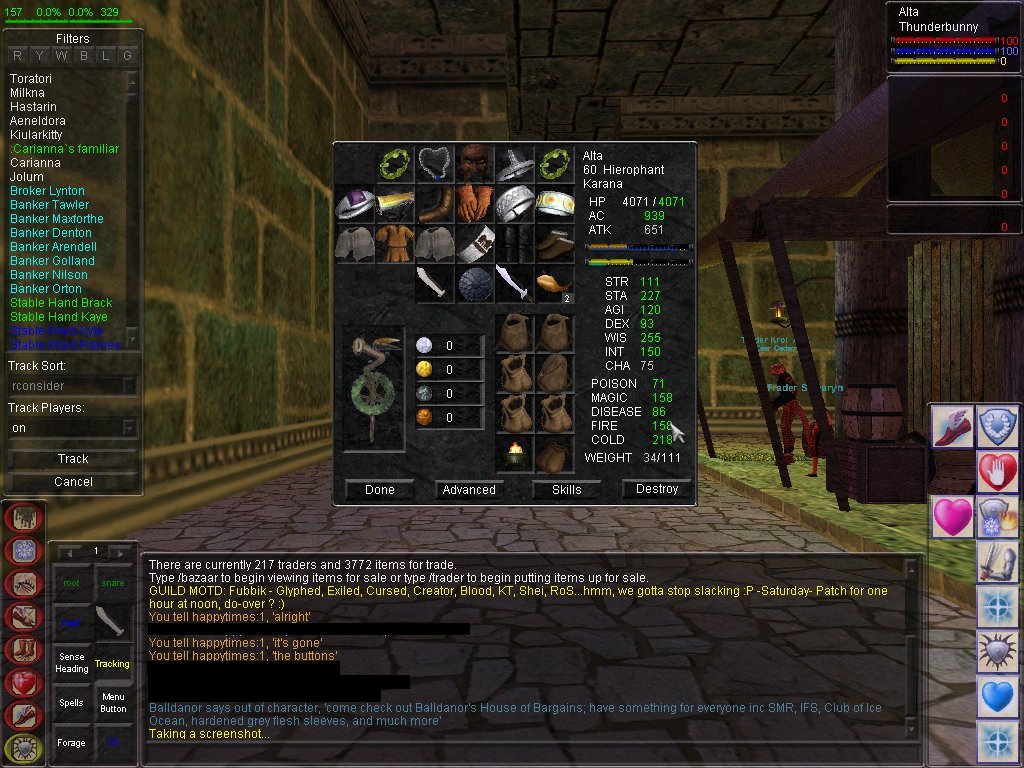 157 0.0% 0.0% 329
Filters
R Y W B L G
Toratori
Milkna
Hastarin
Aeneldora
Kiularkitty
:Carianna`s familiar
Carianna
Jolum
Broker Lynton
Banker Tawler
Banker Maxforthe
Banker Denton
Banker Arendell
Banker Golland
Banker Nilson
Banker Orton
Stable Hand Brack
Stable Hand Kaye
Track Sort:
rconsider
Track Players:
on
Track
Cancel
Alta
60 Hierophant
Karana
HP 4071 / 4071
AC 939
ATK 651
STR 111
STA 227
AGI 120
DEX 93
WIS 255
INT 150
CHA 75
POISON 71
MAGIC 158
DISEASE 86
FIRE 158
COLD 218
WEIGHT 34/111
2
0
0
0
0
Done Advanced Skills Destroy
Alta
Thunderbunny
100
100
0
0
0
0
0
0
0
Trader
1
root snare
Sense Heading
Tracking
Spells
Menu Button
Forage
There are currently 217 traders and 3772 items for trade.
Type /bazaar to begin viewing items for sale or type /trader to begin putting items up for sale.
GUILD MOTD: Fubbik - Glyphed, Exiled, Cursed, Creator, Blood, KT, Shei, RoS...hmm, we gotta stop slacking :P -Saturday- Patch for one
hour at noon, do-over ? :)
You tell happytimes:1, 'alright'
You tell happytimes:1, 'it's gone'
You tell happytimes:1, 'the buttons'
Balldanor says out of character, 'come check out Balldanor's House of Bargains; have something for everyone inc SMR, IFS, Club of Ice
Ocean, hardened grey flesh sleeves, and much more'
Taking a screenshot...